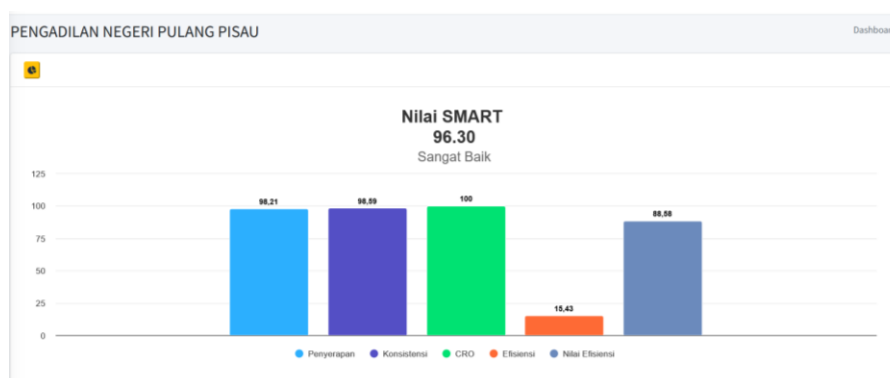 PENGADILAN NEGERI PULANG PISAU
Dashboar
Nilai SMART
96.30
Sangat Baik
125
100
75
50
25
0
98,21
98,59
100
15,43
88,58
Penyerapan
Konsistensi
CRO
Efisiensi
Nilai Efisiensi